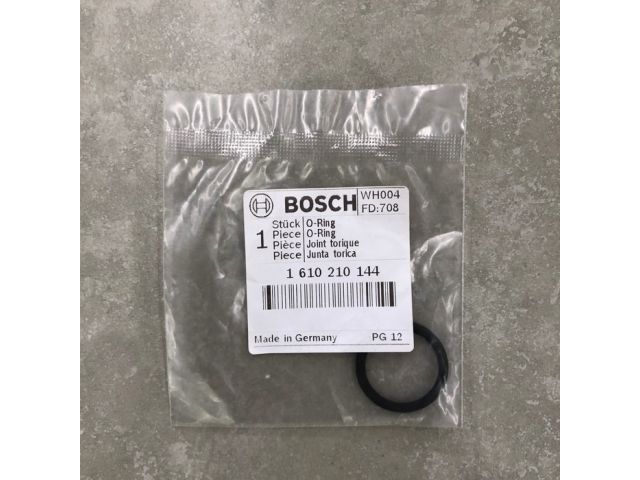 BOSCH
WH004
FD:708
1
Stück O-Ring
Piece O-Ring
Pièce Joint torique
Piece Junta torica
1 610 210 144
Made in Germany PG 12